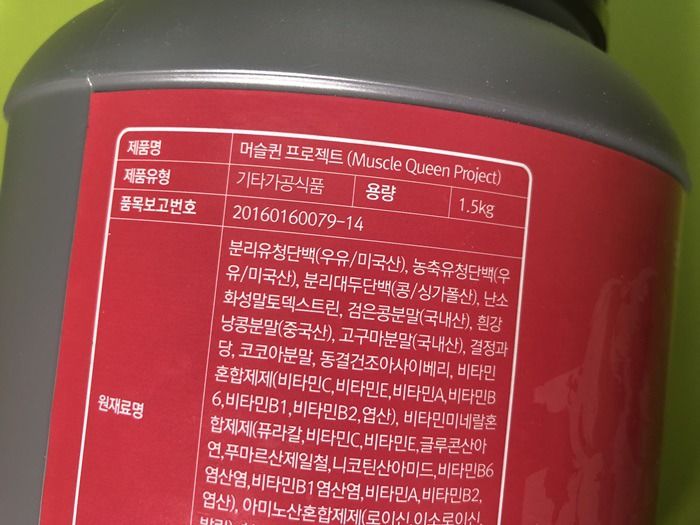 제품명 머슬퀸 프로젝트 (Muscle Queen Project)
제품유형 기타가공식품 용량 1.5kg
품목보고번호 20160160079-14
원재료명
분리유청단백(우유/미국산), 농축유청단백(우
유/미국산), 분리대두단백(콩/싱가폴산), 난소
화성말토덱스트린, 검은콩분말(국내산), 흰강
낭콩분말(중국산), 고구마분말(국내산), 결정과
당, 코코아분말, 동결건조아사이베리, 비타민
혼합제제(비타민C,비타민E,비타민A,비타민B
6,비타민B1,비타민B2,엽산), 비타민미네랄혼
합제제(퓨라칼,비타민C,비타민E,글루콘산아
연,푸마르산제일철,니코틴산아미드,비타민B6
염산염,비타민B1염산염,비타민A,비타민B2,
엽산), 아미노산혼합제제(로이신,이소로이신,